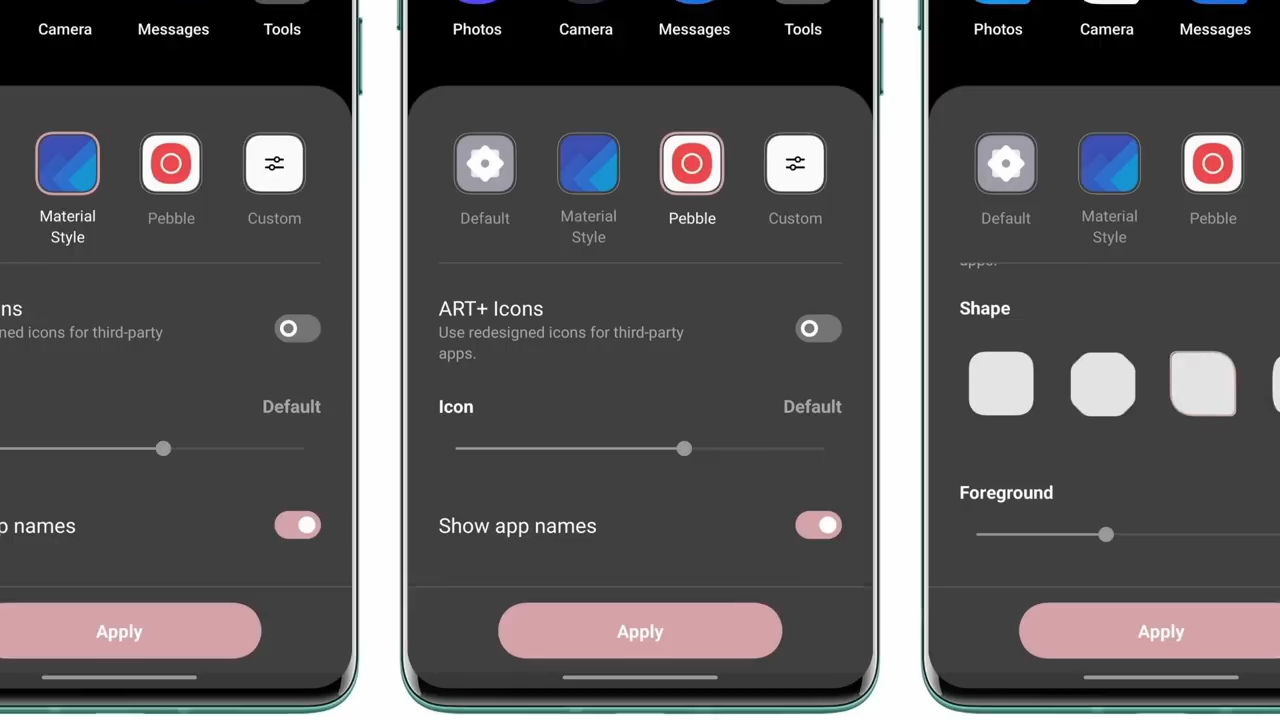 Camera
Messages
Tools
Material
Style
Pebble
Custom
ns
ned icons for third-party
Default
p names
Apply
Photos
Camera
Messages
Tools
Default
Material
Style
Pebble
Custom
ART+ Icons
Use redesigned icons for third-party
apps.
Icon
Default
Show app names
Apply
Photos
Camera
Messages
Default
Material
Style
Pebble
apps.
Shape
Foreground
Apply